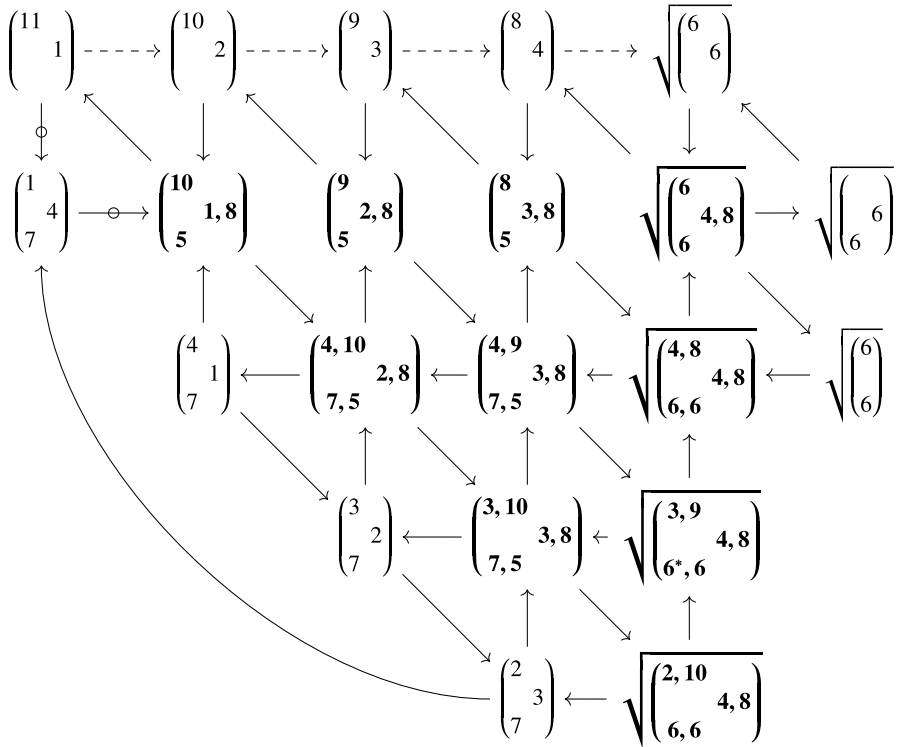 11 10 9 8 6
1 2 3 4 6
1 10 9 8 6
4 1, 8 2, 8 3, 8 4, 8 6
7 5 5 5 6 6
4 4, 10 4, 9 4, 8 6
1 2, 8 3, 8 4, 8
7 7, 5 7, 5 6, 6 6
3 3, 10 3, 9
2 3, 8 4, 8
7 7, 5 6*, 6
2 2, 10
3 4, 8
7 6, 6